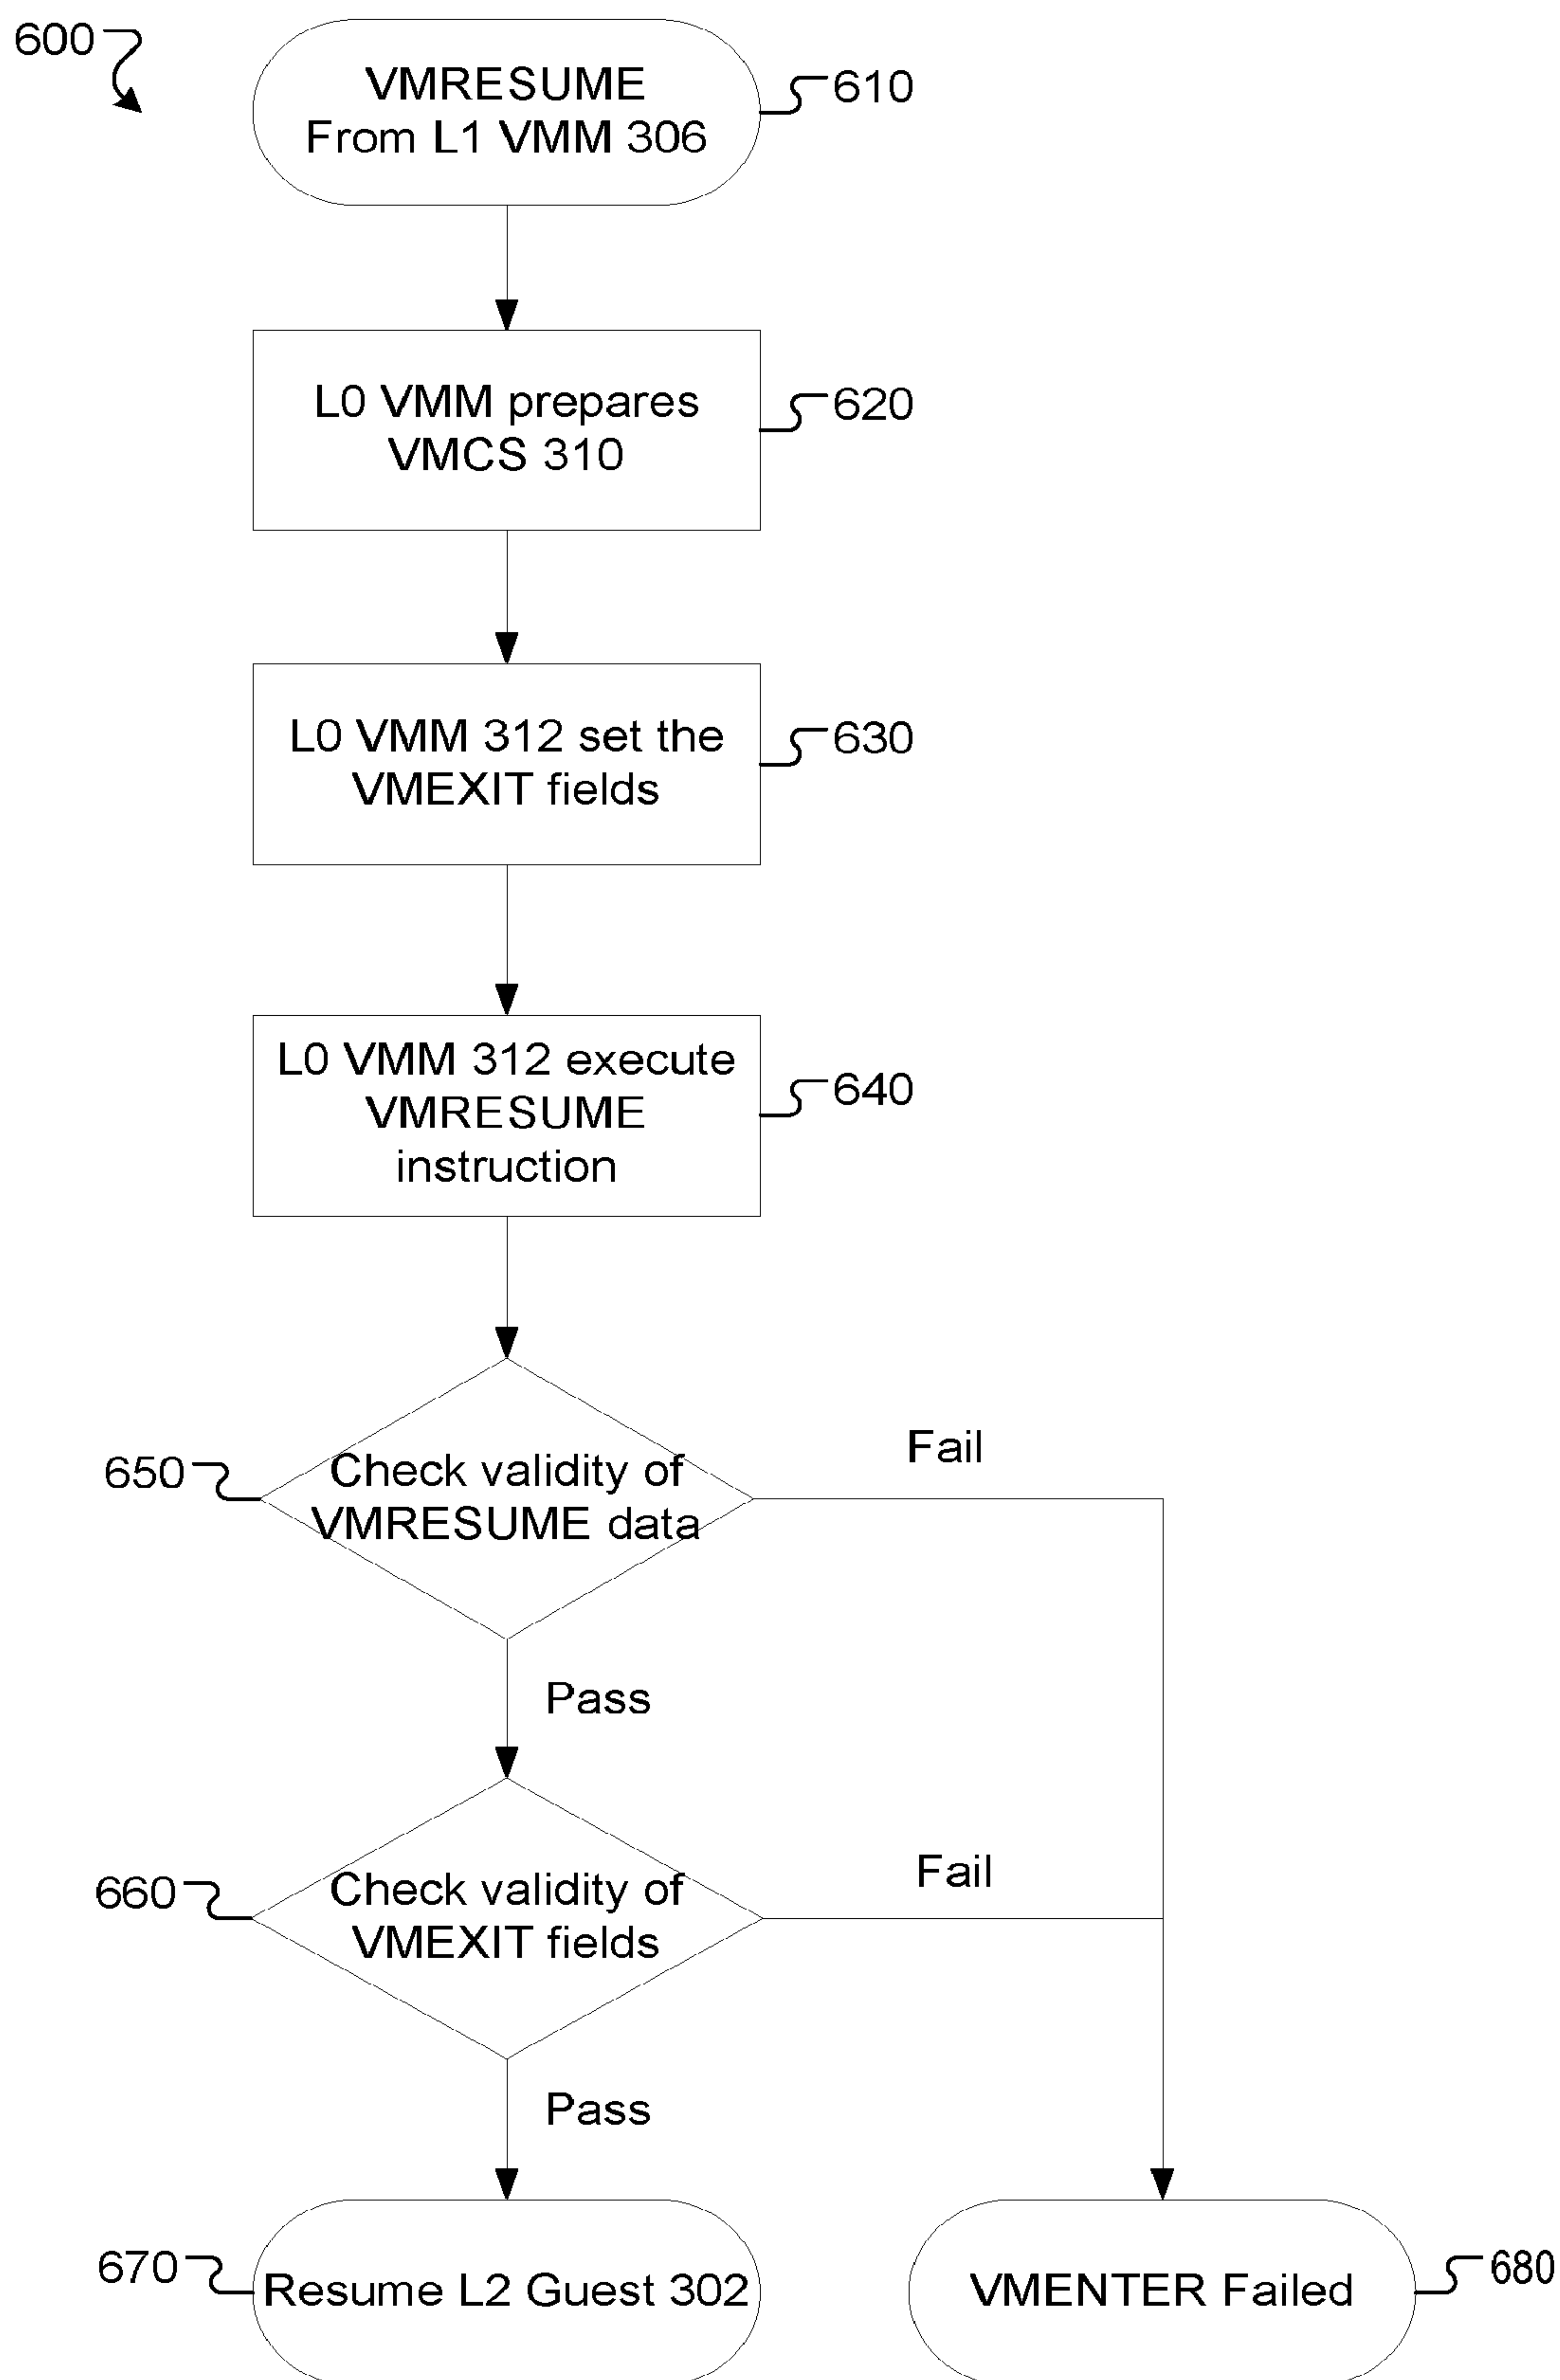 600
VMRESUME
From L1 VMM 306
610
L0 VMM prepares
VMCS 310
620
L0 VMM 312 set the
VMEXIT fields
630
L0 VMM 312 execute
VMRESUME
instruction
640
650
Check validity of
VMRESUME data
Fail
Pass
660
Check validity of
VMEXIT fields
Fail
Pass
670
Resume L2 Guest 302
VMENTER Failed
680